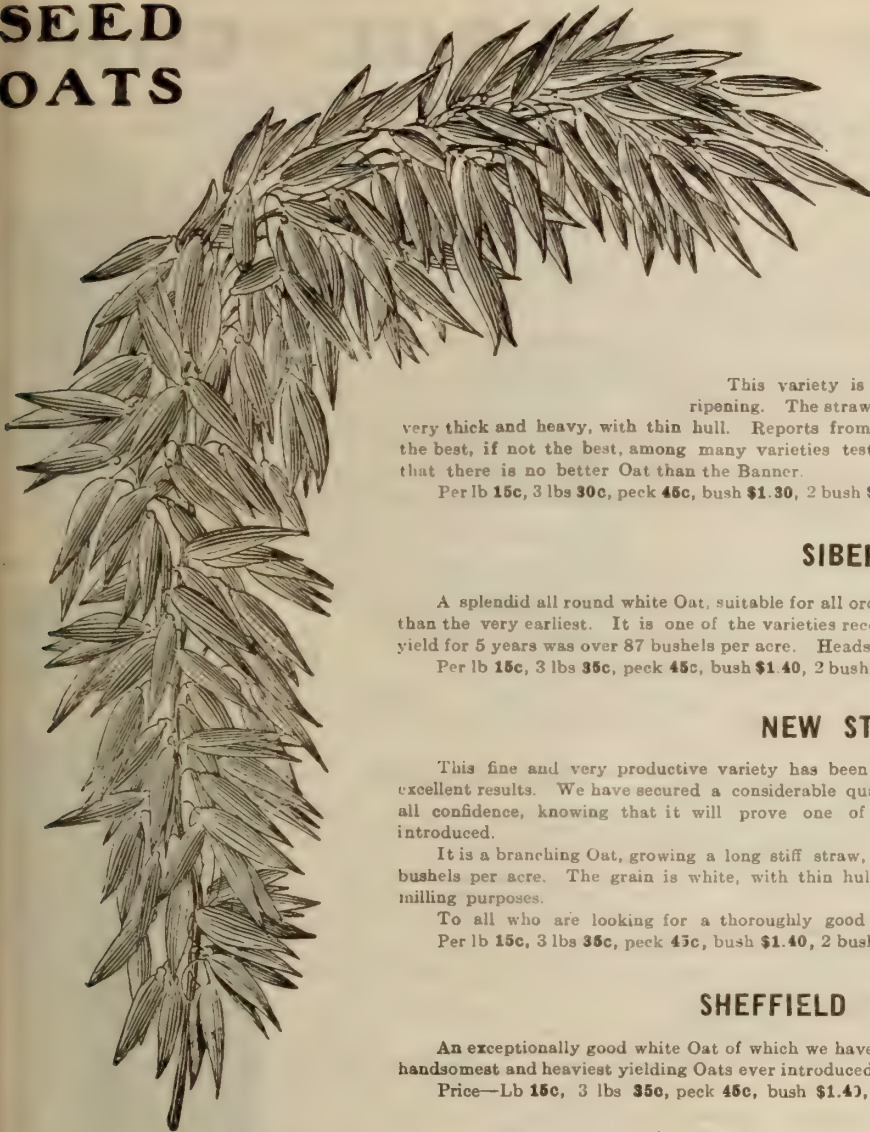 SEED
OATS
This variety is
ripening. The straw
very thick and heavy, with thin hull. Reports from
the best, if not the best, among many varieties test
that there is no better Oat than the Banner.
Per lb 15c, 3 lbs 30c, peck 45c, bush $1.30, 2 bush $
SIBER
A splendid all round white Oat, suitable for all ord
than the very earliest. It is one of the varieties reco
yield for 5 years was over 87 bushels per acre. Heads
Per lb 15c, 3 lbs 35c, peck 45c, bush $1.40, 2 bush
NEW ST
This fine and very productive variety has been
excellent results. We have secured a considerable qua
all confidence, knowing that it will prove one of
introduced.
It is a branching Oat, growing a long stiff straw,
bushels per acre. The grain is white, with thin hul
milling purposes.
To all who are looking for a thoroughly good
Per lb 15c, 3 lbs 35c, peck 45c, bush $1.40, 2 bush
SHEFFIELD
An exceptionally good white Oat of which we have
handsomest and heaviest yielding Oats ever introduced
Price—Lb 15c, 3 lbs 35c, peck 45c, bush $1.40,